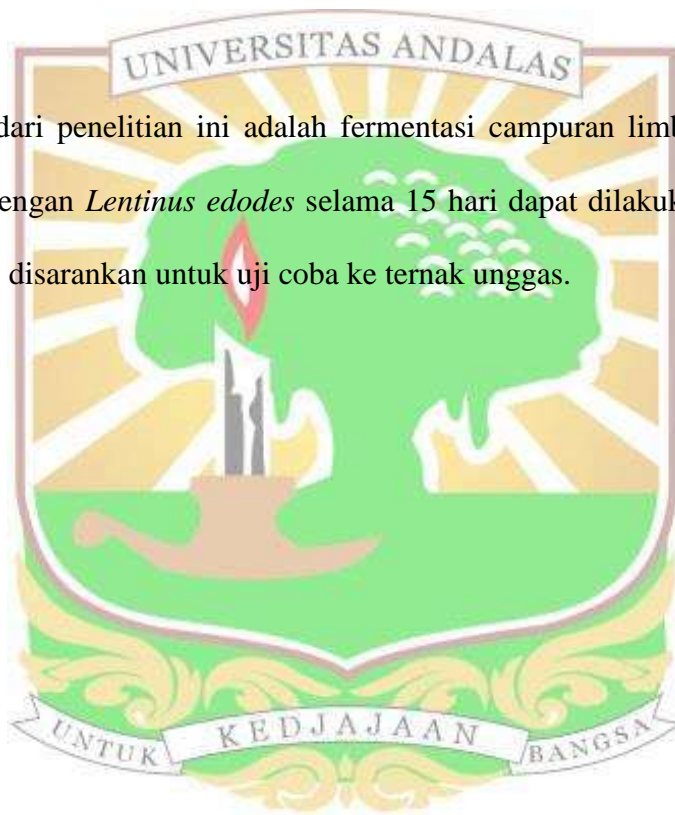 UNIVERSITAS ANDALAS
dari penelitian ini adalah fermentasi campuran limb
dengan Lentinus edodes selama 15 hari dapat dilakuk
disarankan untuk uji coba ke ternak unggas.
UNTUK KEDJAJAAN BANGSA